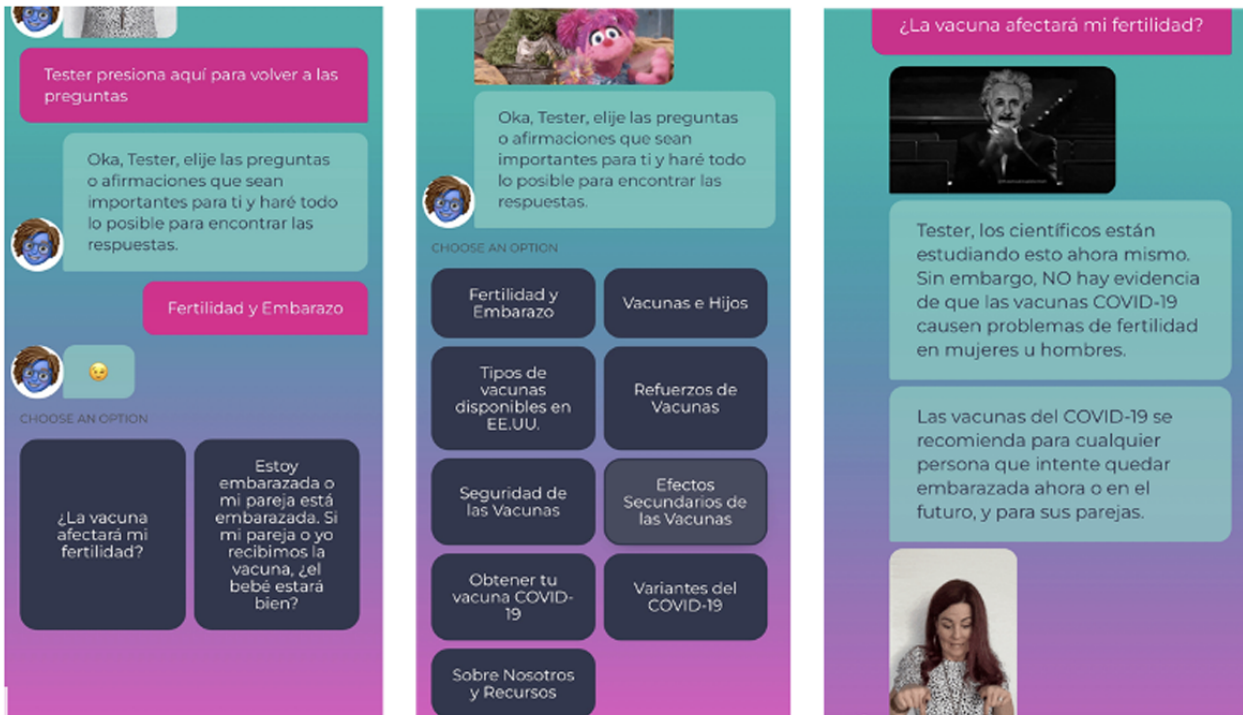 Tester presiona aquí para volver a las
preguntas
Oka, Tester, elije las preguntas
o afirmaciones que sean
importantes para ti y haré todo
lo posible para encontrar las
respuestas.
Fertilidad y Embarazo
CHOOSE AN OPTION
¿La vacuna
afectará mi
fertilidad?
Estoy
embarazada o
mi pareja está
embarazada. Si
mi pareja o yo
recibimos la
vacuna, ¿el
bebé estará
bien?
Oka, Tester, elije las preguntas
o afirmaciones que sean
importantes para ti y haré todo
lo posible para encontrar las
respuestas.
CHOOSE AN OPTION
Fertilidad y
Embarazo
Vacunas e Hijos
Tipos de
vacunas
disponibles en
EE.UU.
Refuerzos de
Vacunas
Seguridad de
las Vacunas
Efectos
Secundarios de
las Vacunas
Obtener tu
vacuna COVID-
19
Variantes del
COVID-19
Sobre Nosotros
y Recursos
¿La vacuna afectará mi fertilidad?
Tester, los científicos están
estudiando esto ahora mismo.
Sin embargo, NO hay evidencia
de que las vacunas COVID-19
causen problemas de fertilidad
en mujeres u hombres.
Las vacunas del COVID-19 se
recomienda para cualquier
persona que intente quedar
embarazada ahora o en el
futuro, y para sus parejas.